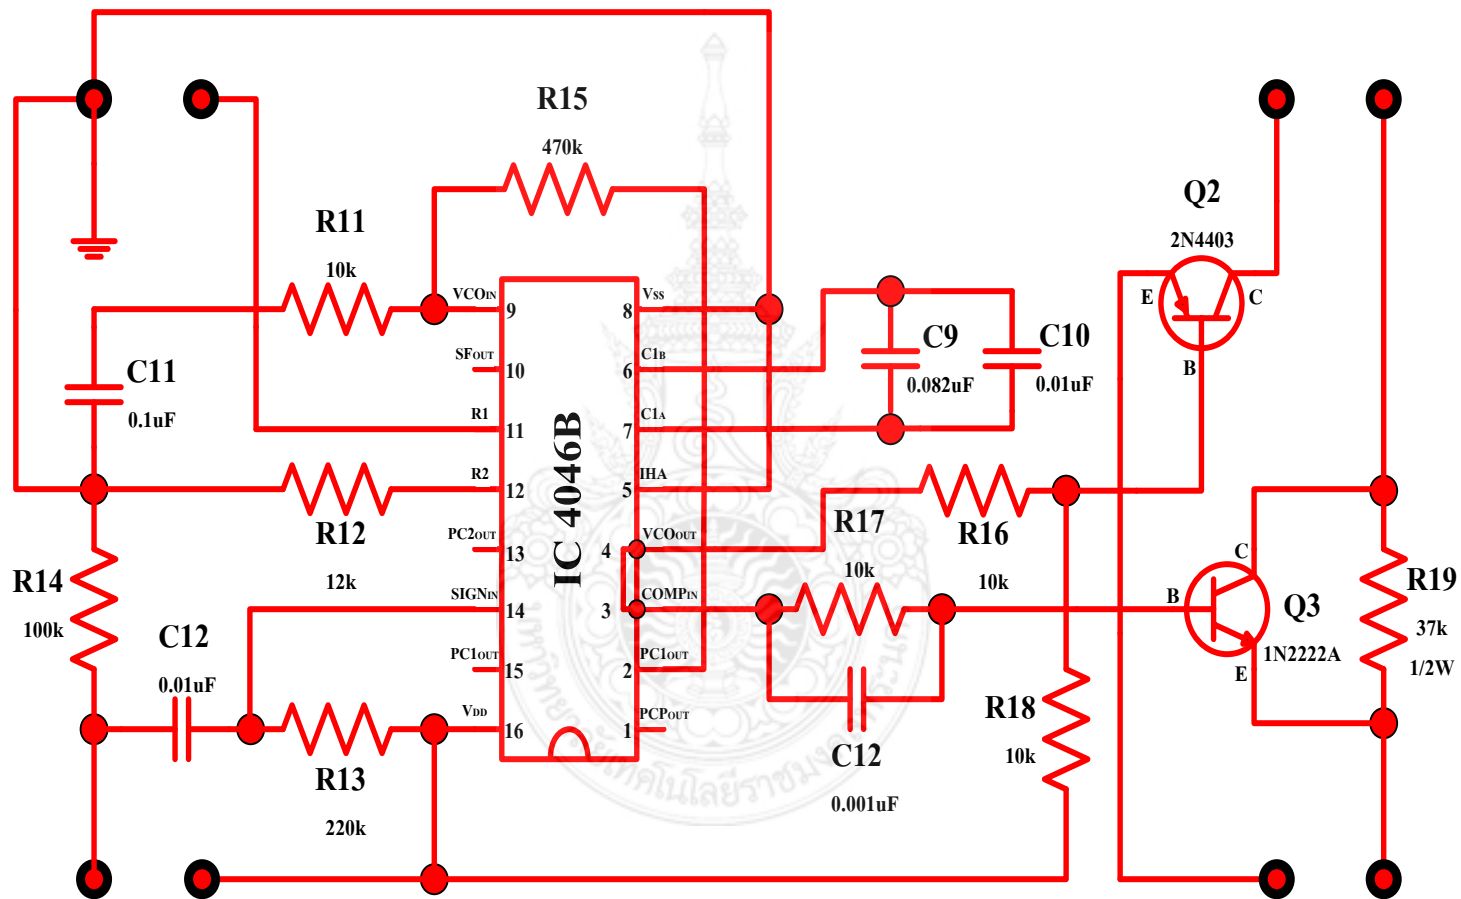 R15
470k
R11
10k
Q2
2N4403
E
C
B
VCOIN
9
VSS
8
SFOUT
10
C1B
6
C9
0.082uF
C10
0.01uF
C11
0.1uF
R1
11
C1A
7
IC 4046B
R2
12
IHA
5
R12
12k
R17
10k
R16
10k
PC2OUT
13
VCOOUT
4
R14
100k
SIGNIN
14
COMPIN
3
C
B
E
Q3
1N2222A
R19
37k
1/2W
C12
0.01uF
PC1OUT
15
PC1OUT
2
VDD
16
PCPOUT
1
R18
10k
R13
220k
C12
0.001uF